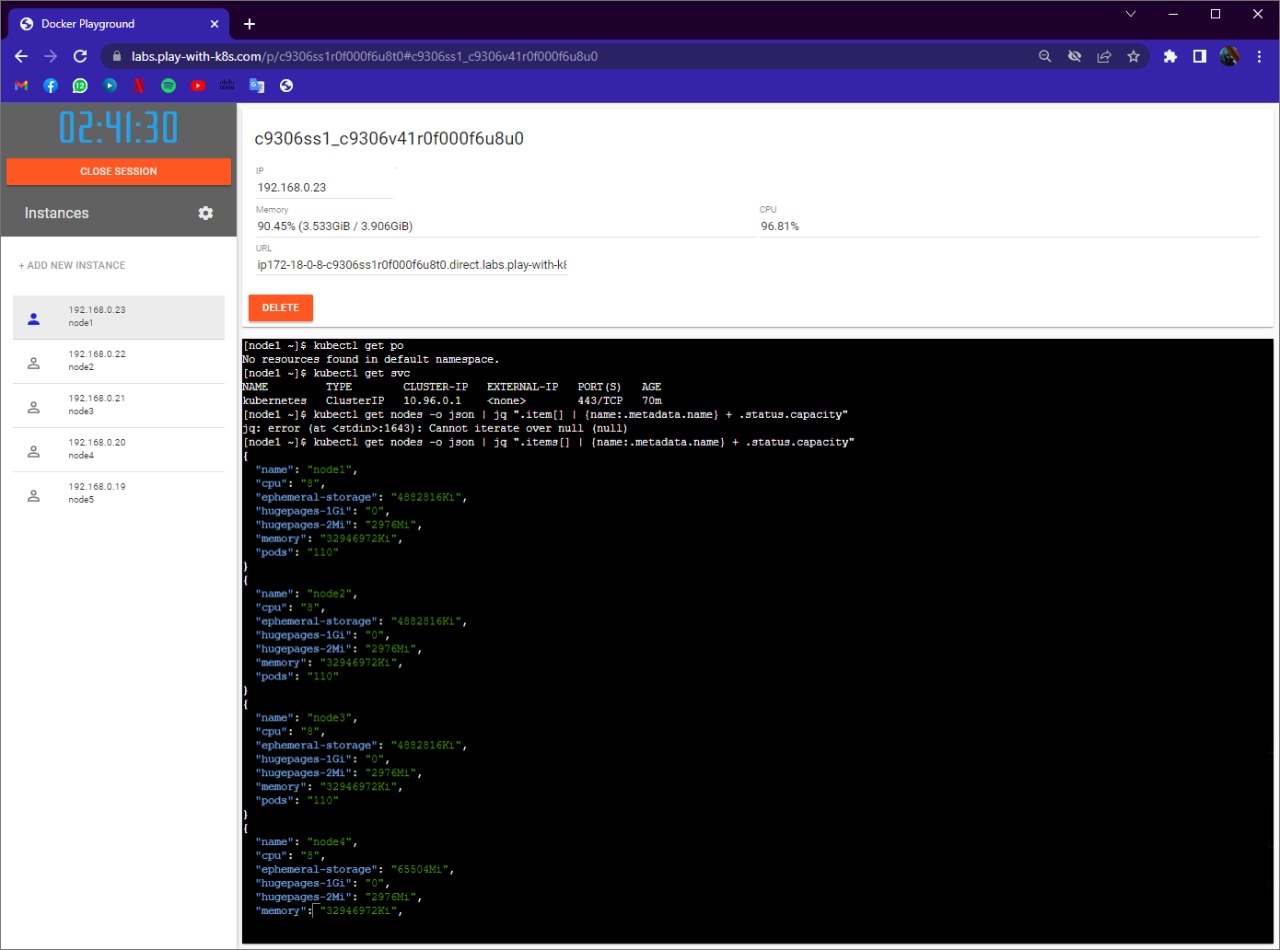 Docker Playground
labs.play-with-k8s.com/p/c9306ss1r0f000f6u8t0#c9306ss1_c9306v41r0f000f6u8u0
12
02:41:30
CLOSE SESSION
Instances
+ ADD NEW INSTANCE
192.168.0.23
node1
192.168.0.22
node2
192.168.0.21
node3
192.168.0.20
node4
192.168.0.19
node5
c9306ss1_c9306v41r0f000f6u8u0
IP
192.168.0.23
Memory
90.45% (3.533GiB / 3.906GiB)
CPU
96.81%
URL
ip172-18-0-8-c9306ss1r0f000f6u8t0.direct.labs.play-with-k8
DELETE
[node1 ~]$ kubectl get po
No resources found in default namespace.
[node1 ~]$ kubectl get svc
NAME TYPE CLUSTER-IP EXTERNAL-IP PORT(S) AGE
kubernetes ClusterIP 10.96.0.1 <none> 443/TCP 70m
[node1 ~]$ kubectl get nodes -o json | jq ".item[] | {name:.metadata.name} + .status.capacity"
jq: error (at <stdin>:1643): Cannot iterate over null (null)
[node1 ~]$ kubectl get nodes -o json | jq ".items[] | {name:.metadata.name} + .status.capacity"
{
"name": "node1",
"cpu": "8",
"ephemeral-storage": "4882816Ki",
"hugepages-1Gi": "0",
"hugepages-2Mi": "2976Mi",
"memory": "32946972Ki",
"pods": "110"
}
{
"name": "node2",
"cpu": "8",
"ephemeral-storage": "4882816Ki",
"hugepages-1Gi": "0",
"hugepages-2Mi": "2976Mi",
"memory": "32946972Ki",
"pods": "110"
}
{
"name": "node3",
"cpu": "8",
"ephemeral-storage": "4882816Ki",
"hugepages-1Gi": "0",
"hugepages-2Mi": "2976Mi",
"memory": "32946972Ki",
"pods": "110"
}
{
"name": "node4",
"cpu": "8",
"ephemeral-storage": "65504Mi",
"hugepages-1Gi": "0",
"hugepages-2Mi": "2976Mi",
"memory": "32946972Ki",